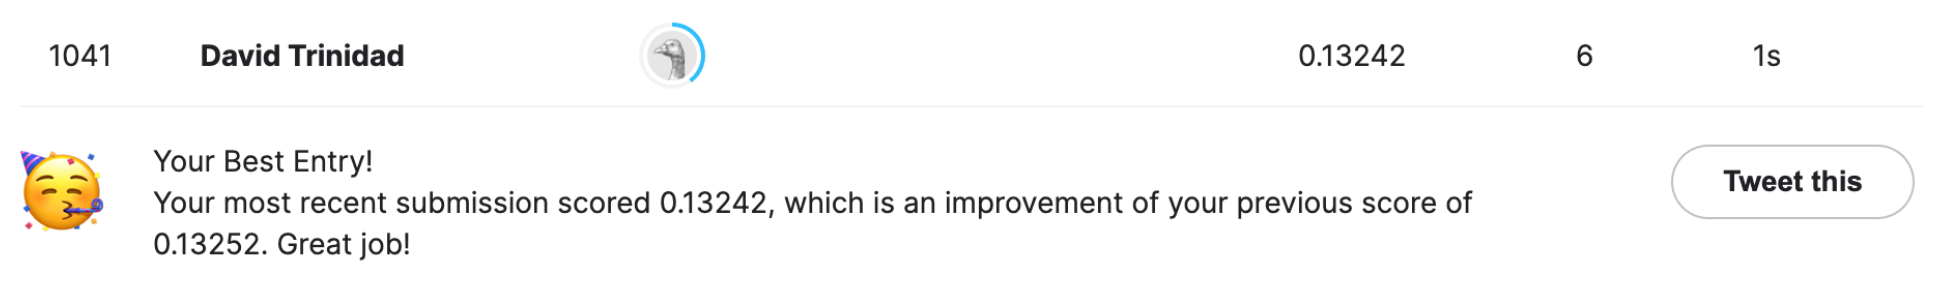 1041 David Trinidad 0.13242 6 1s
Your Best Entry!
Your most recent submission scored 0.13242, which is an improvement of your previous score of
0.13252. Great job!
Tweet this